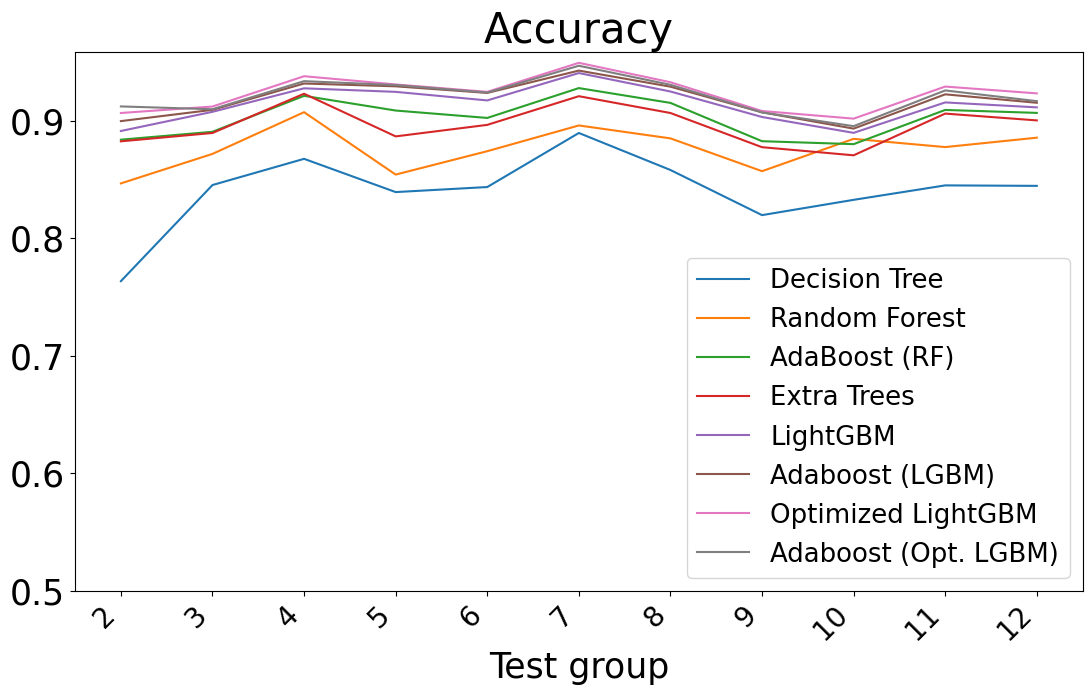 Accuracy
0.9
0.8
0.7
0.6
0.5
Decision Tree
Random Forest
AdaBoost (RF)
Extra Trees
LightGBM
Adaboost (LGBM)
Optimized LightGBM
Adaboost (Opt. LGBM)
2 3 4 5 6 7 8 9 10 11 12
Test group